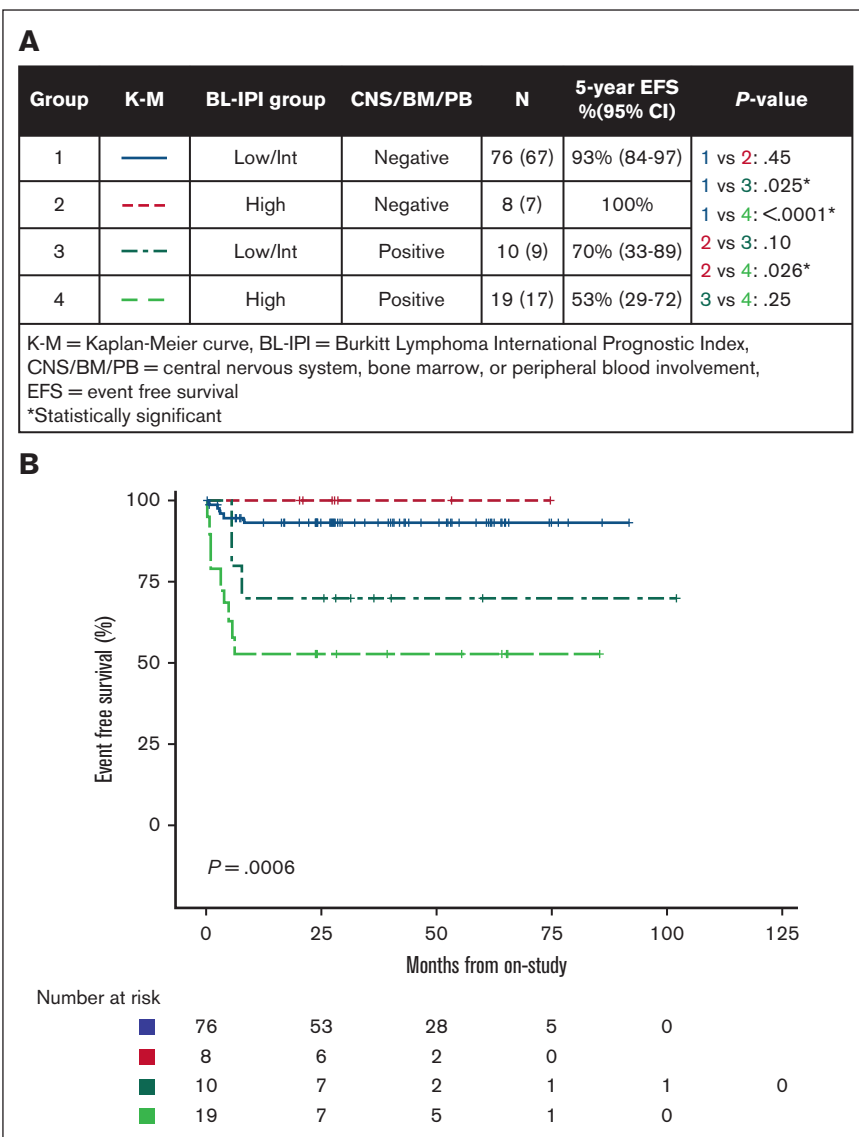 A
Group K-M BL-IPI group CNS/BM/PB N 5-year EFS %(95% CI) P-value
1 Low/Int Negative 76 (67) 93% (84-97)
2 High Negative 8 (7) 100%
3 Low/Int Positive 10 (9) 70% (33-89)
4 High Positive 19 (17) 53% (29-72)
1 vs 2: .45
1 vs 3: .025*
1 vs 4: <.0001*
2 vs 3: .10
2 vs 4: .026*
3 vs 4: .25
K-M = Kaplan-Meier curve, BL-IPI = Burkitt Lymphoma International Prognostic Index,
CNS/BM/PB = central nervous system, bone marrow, or peripheral blood involvement,
EFS = event free survival
*Statistically significant
B
Event free survival (%)
100
75
50
25
0
P = .0006
0 25 50 75 100 125
Months from on-study
Number at risk
76 53 28 5 0
8 6 2 0
10 7 2 1 1 0
19 7 5 1 0